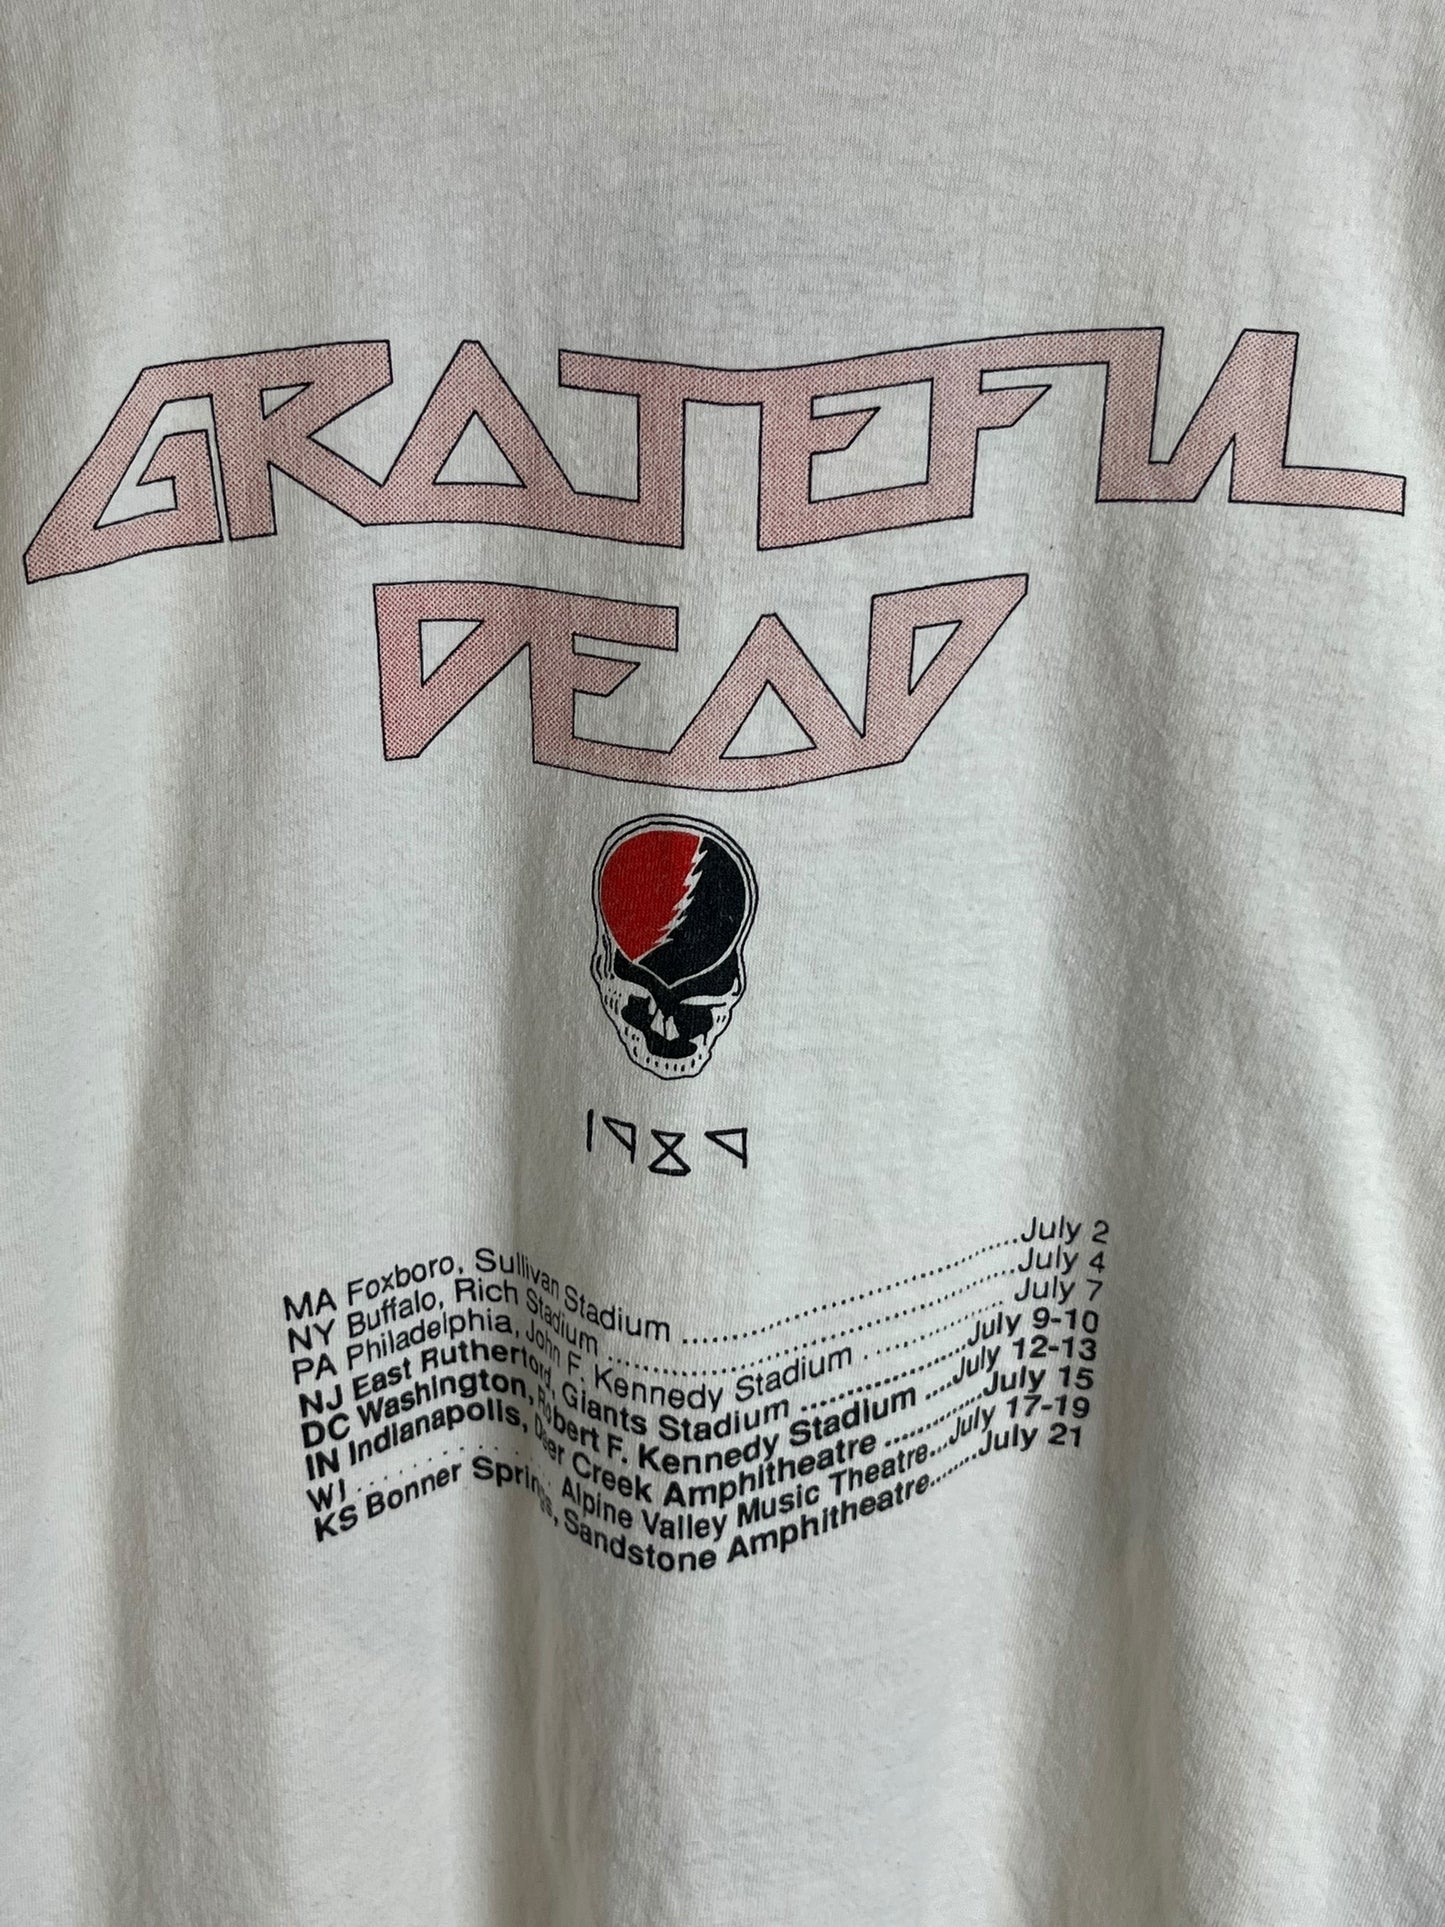 GRATEFUL
DEAD
1989
MA Foxboro, Sullivan Stadium ..........................................July 2
NY Buffalo, Rich Stadium ....................................................July 4
PA Philadelphia, John F. Kennedy Stadium ................. July 7
NJ East Rutherford, Giants Stadium .....................July 9-10
DC Washington, Robert F. Kennedy Stadium ....July 12-13
IN Indianapolis, Deer Creek Amphitheatre .............July 15
WI . . . . . . . . . . . . . . Alpine Valley Music Theatre...July 17-19
KS Bonner Springs, Sandstone Amphitheatre........July 21